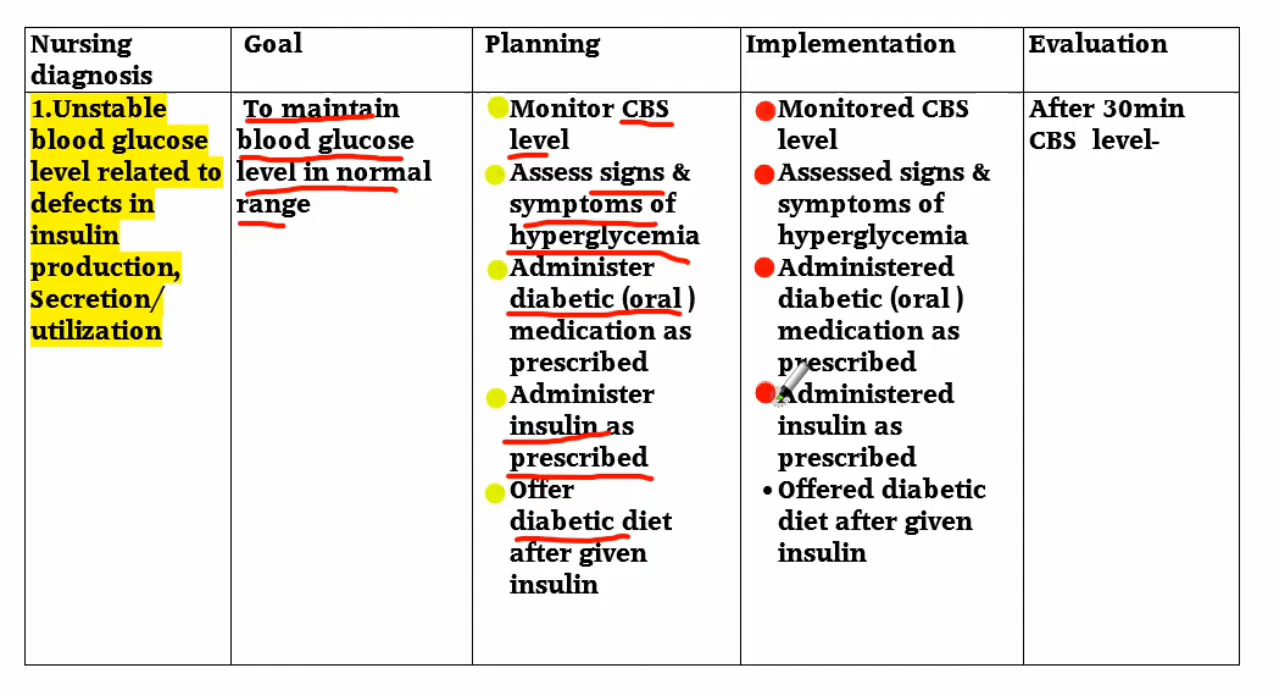 Nursing
diagnosis
Goal
Planning
Implementation
Evaluation
1.Unstable
blood glucose
level related to
defects in
insulin
production,
Secretion/
utilization
To maintain
blood glucose
level in normal
range
Monitor CBS
level
Assess signs &
symptoms of
hyperglycemia
Administer
diabetic (oral )
medication as
prescribed
Administer
insulin as
prescribed
Offer
diabetic diet
after given
insulin
Monitored CBS
level
Assessed signs &
symptoms of
hyperglycemia
Administered
diabetic (oral )
medication as
prescribed
Administered
insulin as
prescribed
• Offered diabetic
diet after given
insulin
After 30min
CBS level-